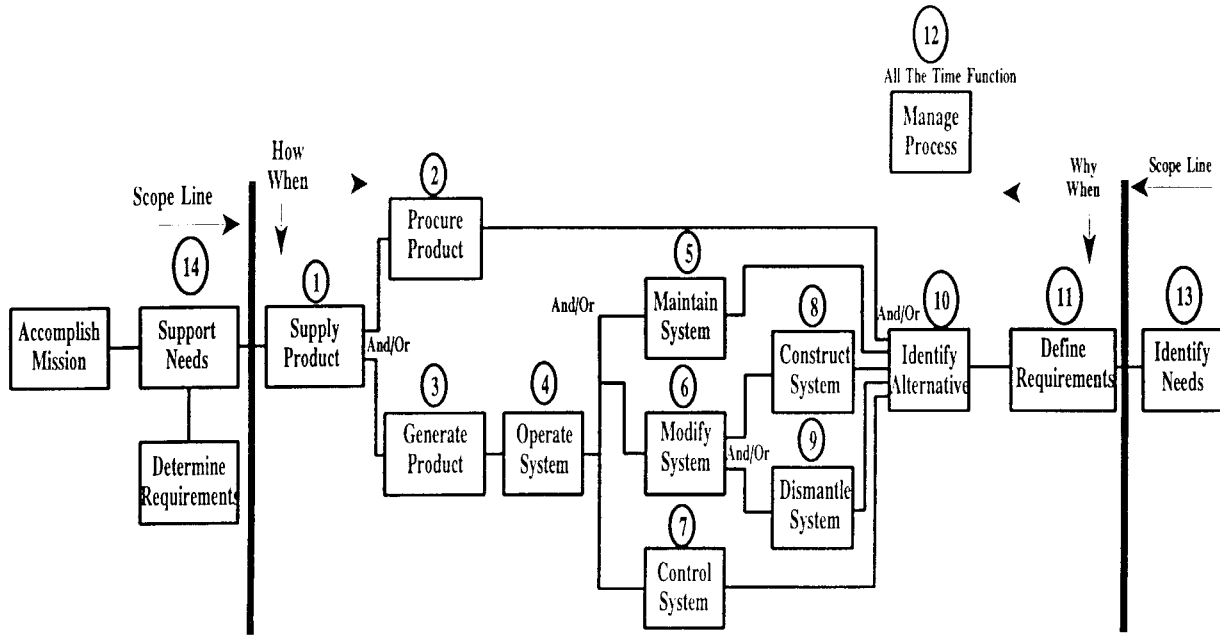 12
All The Time Function
Manage
Process
How
When
Why
When
Scope Line
Scope Line
2
Procure
Product
14
1
5
8
10
11
13
Accomplish
Mission
Support
Needs
Supply
Product
And/Or
And/Or
Maintain
System
Construct
System
And/Or
Identify
Alternative
Define
Requirements
Identify
Needs
3
4
6
9
Determine
Requirements
Generate
Product
Operate
System
Modify
System
And/Or
Dismantle
System
7
Control
System